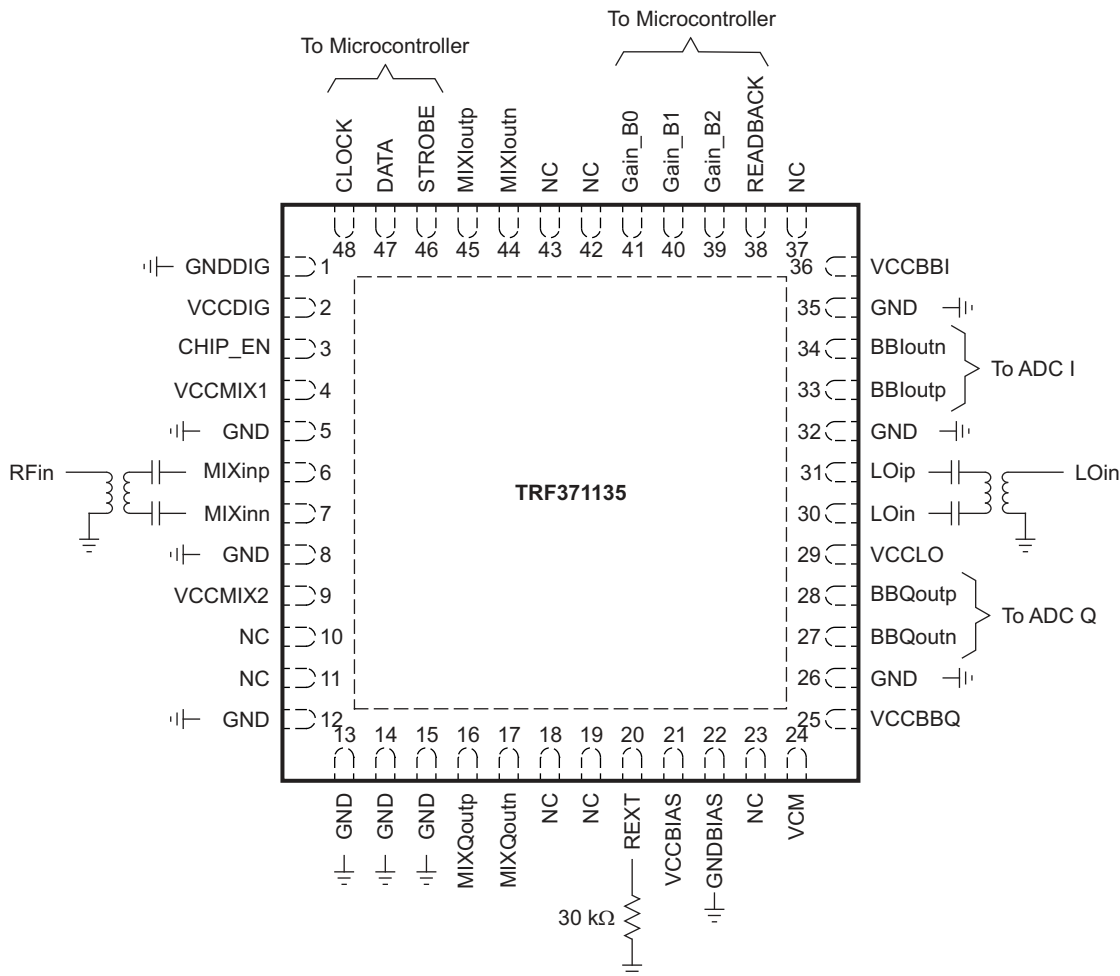 To Microcontroller
To Microcontroller
CLOCK
DATA
STROBE
MIXIoutp
MIXIoutn
NC
NC
Gain_B0
Gain_B1
Gain_B2
READBACK
NC
48
47
46
45
44
43
42
41
40
39
38
37
GNDDIG 1
VCCDIG 2
CHIP_EN 3
VCCMIX1 4
GND 5
RFin
MIXinp 6
MIXinn 7
GND 8
VCCMIX2 9
NC 10
NC 11
GND 12
TRF371135
36 VCCBBI
35 GND
34 BBIoutn
33 BBIoutp
To ADC I
32 GND
31 LOip
LOin
30 LOin
29 VCCLO
28 BBQoutp
27 BBQoutn
To ADC Q
26 GND
25 VCCBBQ
13
14
15
16
17
18
19
20
21
22
23
24
GND
GND
GND
MIXQoutp
MIXQoutn
NC
NC
REXT
VCCBIAS
GNDBIAS
NC
VCM
30 kΩ